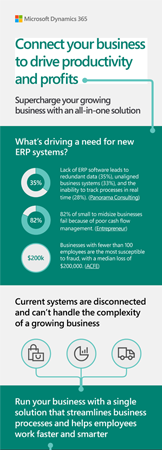 Microsoft Dynamics 365
Connect your business
to drive productivity
and profits
Supercharge your growing
business with an all-in-one solution
What's driving a need for new
ERP systems?
35%
Lack of ERP software leads to
redundant data (35%), unaligned
business systems (33%), and the
inability to track processes in real
time (28%). (Panorama Consulting)
82%
82% of small to midsize businesses
fail because of poor cash flow
management. (Entrepreneur)
$200k
Businesses with fewer than 100
employees are the most susceptible
to fraud, with a median loss of
$200,000. (ACFE)
Current systems are disconnected
and can't handle the complexity
of a growing business
Run your business with a single
solution that streamlines business
processes and helps employees
work faster and smarter